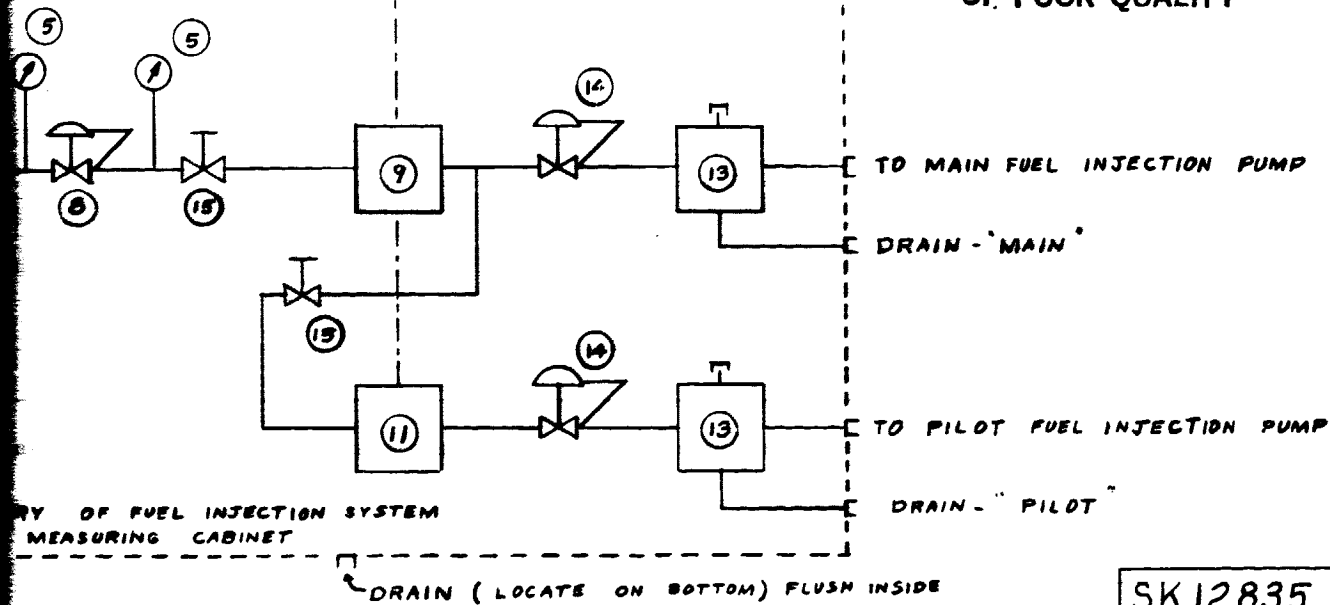 POOR QUALITY
5
5
14
9
13
TO MAIN FUEL INJECTION PUMP
8
15
DRAIN - "MAIN"
15
14
11
13
TO PILOT FUEL INJECTION PUMP
DRAIN - "PILOT"
RY OF FUEL INJECTION SYSTEM
MEASURING CABINET
DRAIN ( LOCATE ON BOTTOM) FLUSH INSIDE
SK12835